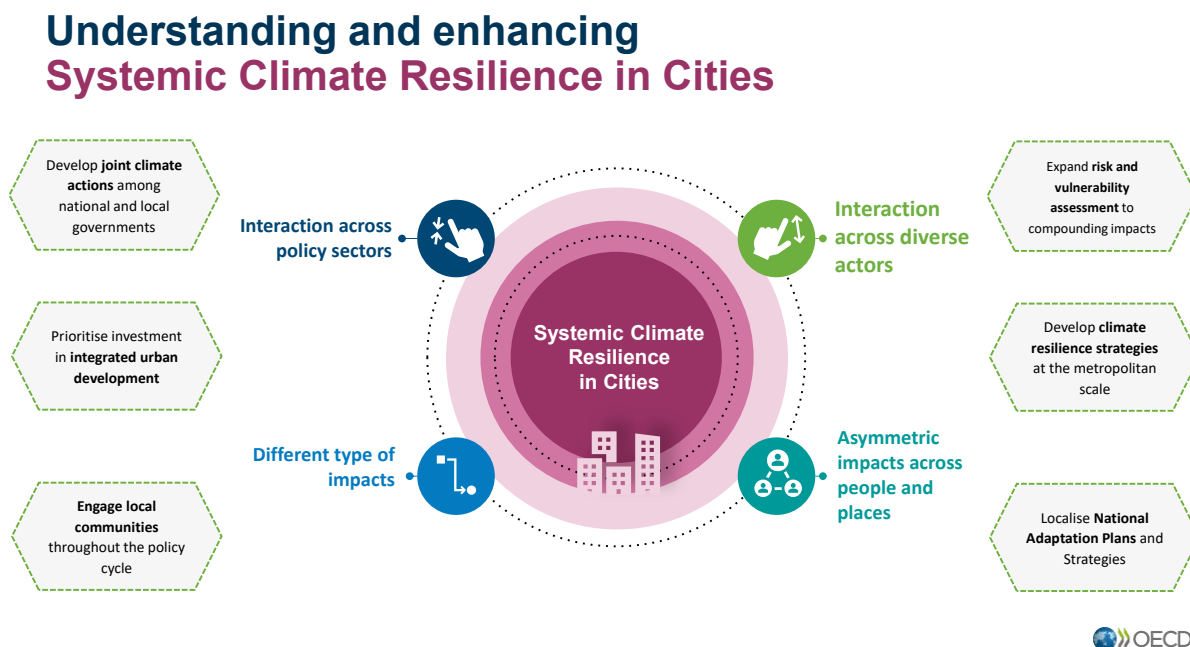 Understanding and enhancing
Systemic Climate Resilience in Cities
Develop joint climate
actions among
national and local
governments
Prioritise investment
in integrated urban
development
Engage local
communities
throughout the policy
cycle
Interaction across
policy sectors
Different type of
impacts
Systemic Climate
Resilience
in Cities
Interaction
across diverse
actors
Asymmetric
impacts across
people and
places
Expand risk and
vulnerability
assessment to
compounding impacts
Develop climate
resilience strategies
at the metropolitan
scale
Localise National
Adaptation Plans and
Strategies
OECD